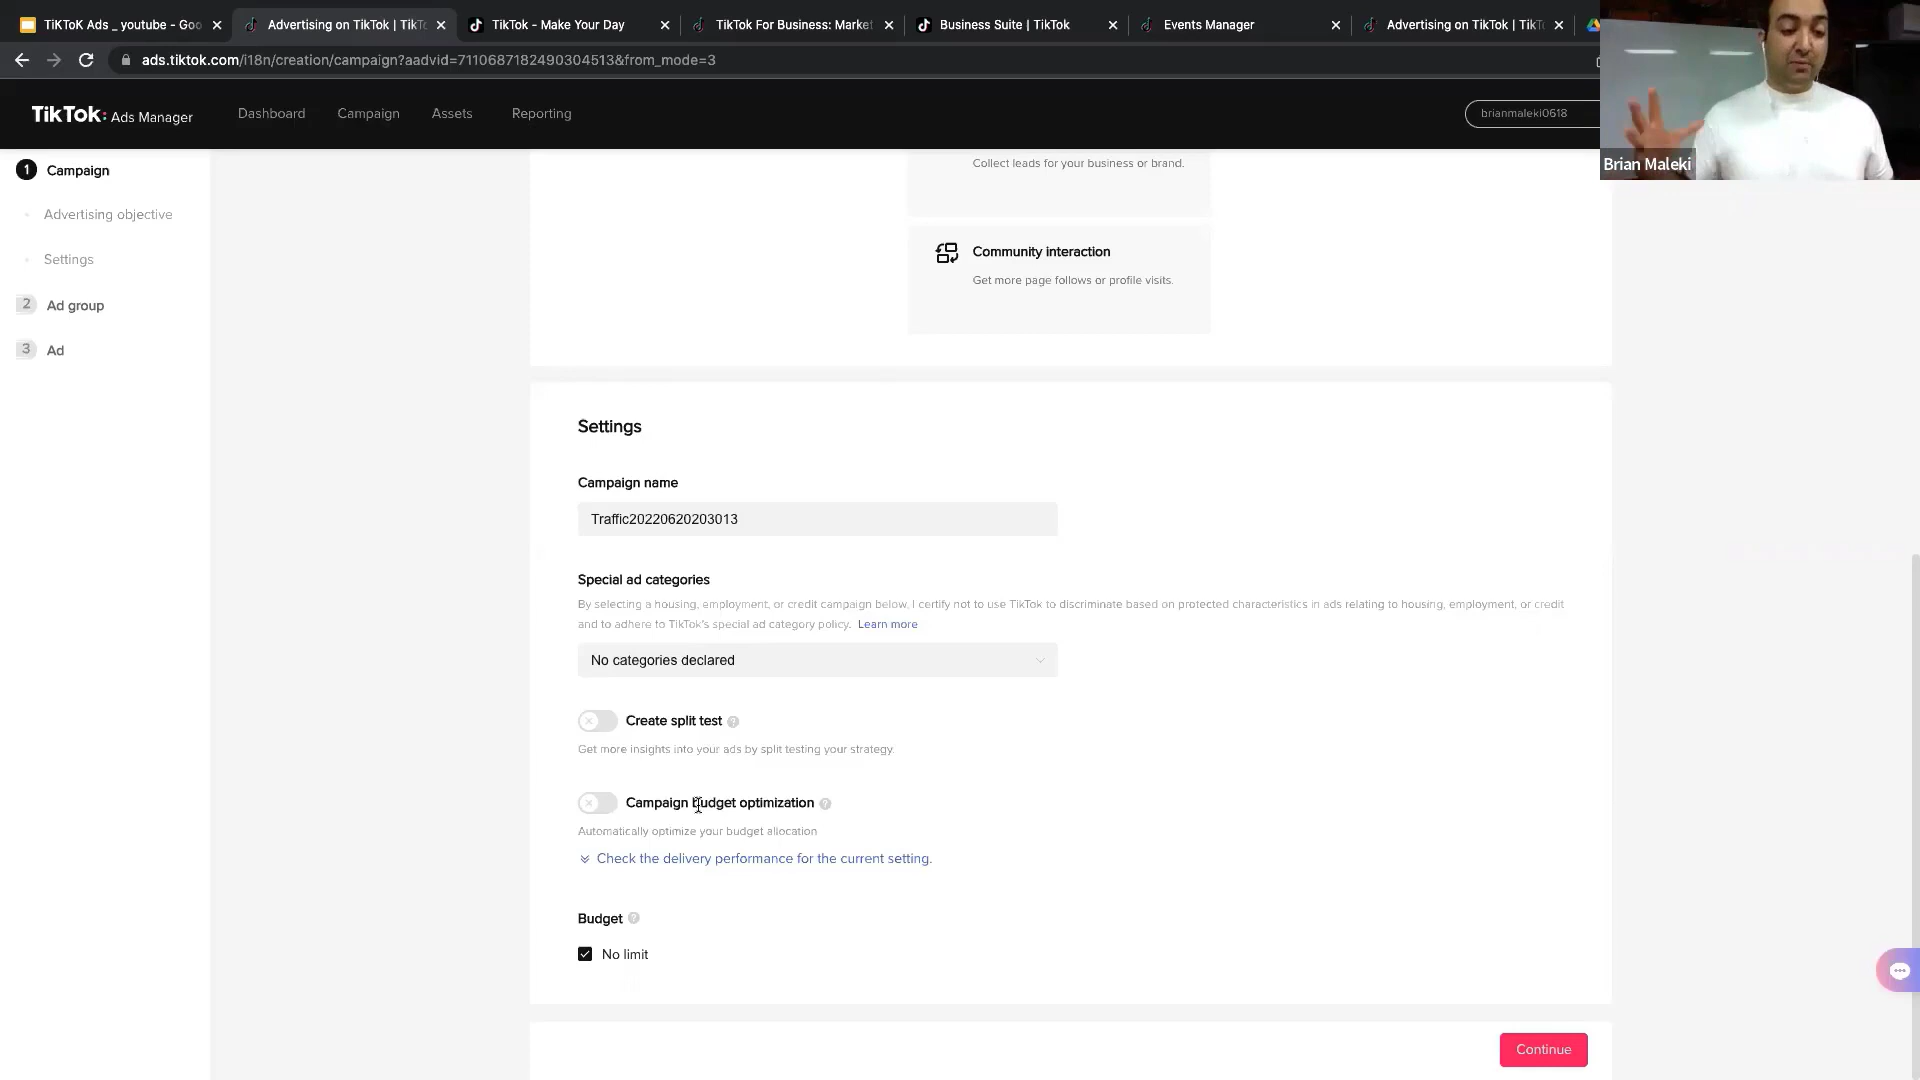 TiKToK Ads _ youtube - Goo
Advertising on TikTok | TikTo
TikTok - Make Your Day
TikTok For Business: Market
Business Suite | TikTok
Events Manager
Advertising on TikTok | TikTo
ads.tiktok.com/i18n/creation/campaign?aadvid=7110687182490304513&from_mode=3
TikTok: Ads Manager
Dashboard
Campaign
Assets
Reporting
brianmaleki0618
Brian Maleki
1 Campaign
Advertising objective
Settings
2 Ad group
3 Ad
Collect leads for your business or brand.
Community interaction
Get more page follows or profile visits.
Settings
Campaign name
Traffic20220620203013
Special ad categories
By selecting a housing, employment, or credit campaign below, I certify not to use TikTok to discriminate based on protected characteristics in ads relating to housing, employment, or credit
and to adhere to TikTok's special ad category policy. Learn more
No categories declared
Create split test ?
Get more insights into your ads by split testing your strategy.
Campaign budget optimization ?
Automatically optimize your budget allocation
Check the delivery performance for the current setting.
Budget ?
No limit
Continue